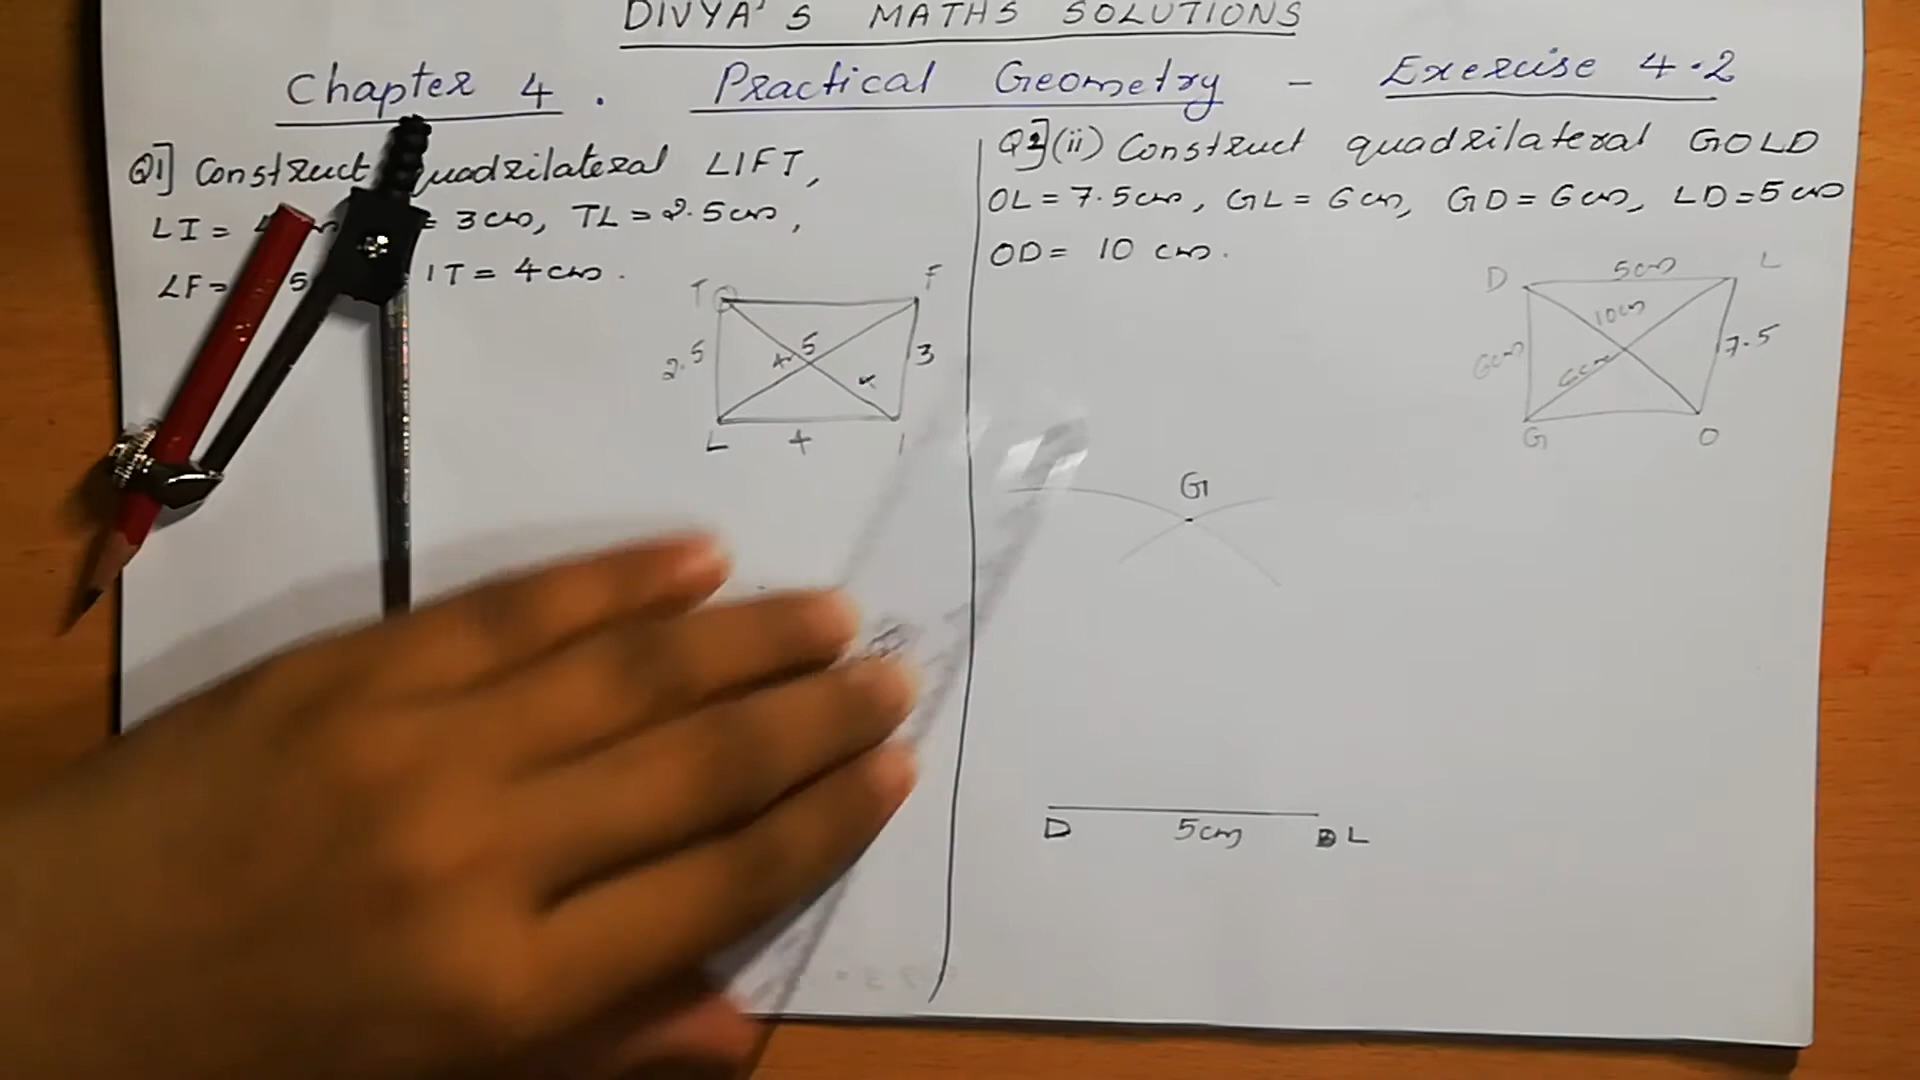 DIVYA'S MATHS SOLUTIONS
Chapter 4. Practical Geometry - Exercise 4.2
Q1] Construct quadrilateral LIFT,
LI = 4 = 3cm, TL = 2.5cm,
LF = 5 IT = 4cm.
T F
2.5 4.5 4 3
L 4 I
Q2](ii) Construct quadrilateral GOLD
OL = 7.5cm, GL = 6cm, GD = 6cm, LD = 5cm
OD = 10 cm.
D 5cm L
10cm
6cm 6cm 7.5
G O
G
D 5cm L